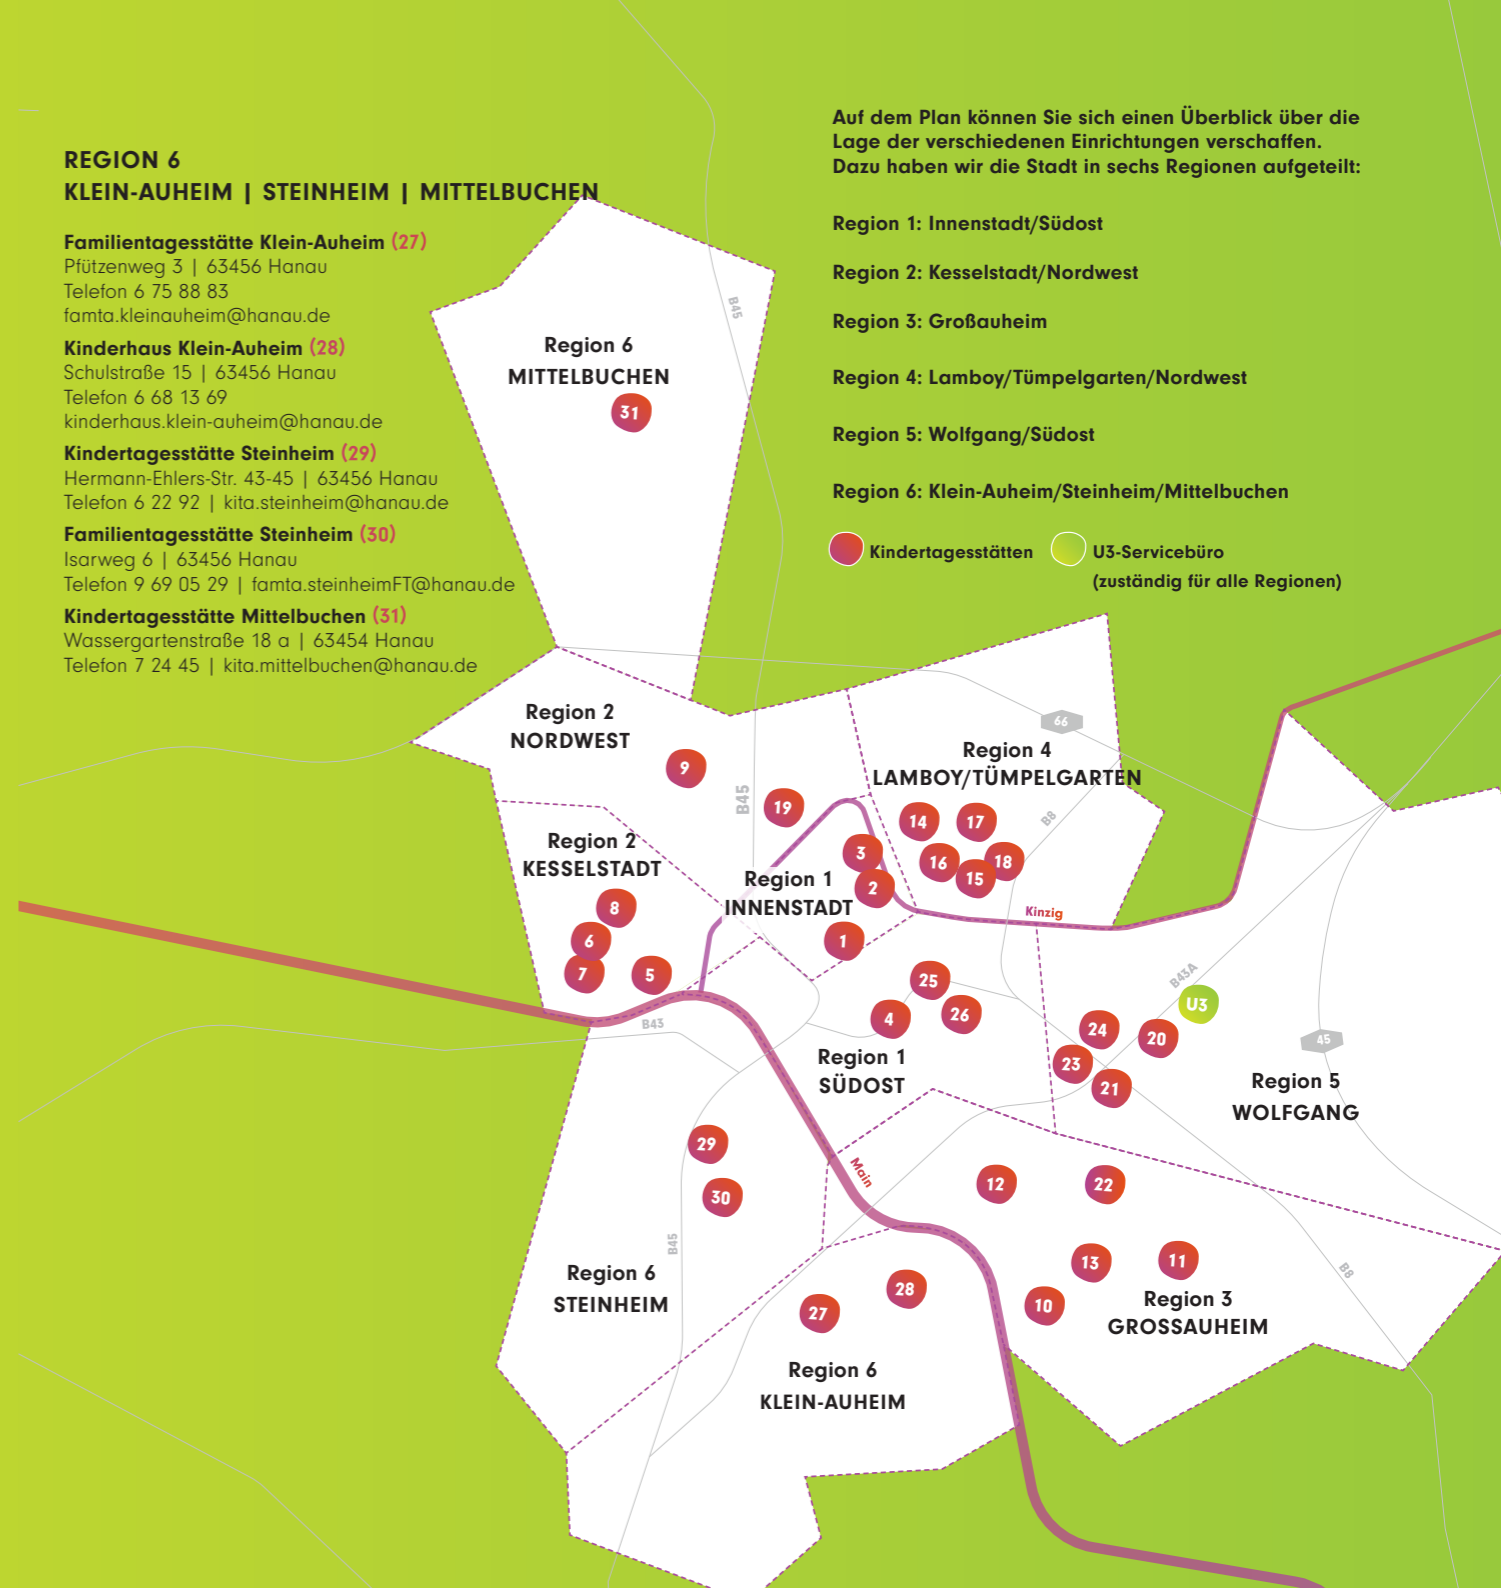 REGION 6
KLEIN-AUHEIM | STEINHEIM | MITTELBUCHEN
Familientagesstätte Klein-Auheim (27)
Pfützenweg 3 | 63456 Hanau
Telefon 6 75 88 83
famta.kleinauheim@hanau.de
Kinderhaus Klein-Auheim (28)
Schulstraße 15 | 63456 Hanau
Telefon 6 68 13 69
kinderhaus.klein-auheim@hanau.de
Kindertagesstätte Steinheim (29)
Hermann-Ehlers-Str. 43-45 | 63456 Hanau
Telefon 6 22 92 | kita.steinheim@hanau.de
Familientagesstätte Steinheim (30)
Isarweg 6 | 63456 Hanau
Telefon 9 69 05 29 | famta.steinheimFT@hanau.de
Kindertagesstätte Mittelbuchen (31)
Wassergartenstraße 18 a | 63454 Hanau
Telefon 7 24 45 | kita.mittelbuchen@hanau.de
Auf dem Plan können Sie sich einen Überblick über die
Lage der verschiedenen Einrichtungen verschaffen.
Dazu haben wir die Stadt in sechs Regionen aufgeteilt:
Region 1: Innenstadt/Südost
Region 2: Kesselstadt/Nordwest
Region 3: Großauheim
Region 4: Lamboy/Tümpelgarten/Nordwest
Region 5: Wolfgang/Südost
Region 6: Klein-Auheim/Steinheim/Mittelbuchen
Kindertagesstätten
U3-Servicebüro
(zuständig für alle Regionen)
B45
Region 6
MITTELBUCHEN
31
Region 2
NORDWEST
9
19
B45
66
Region 4
LAMBOY/TÜMPELGARTEN
B8
14
17
16
18
15
Region 2
KESSELSTADT
8
6
7
5
3
2
Region 1
INNENSTADT
1
Kinzig
B43
25
4
26
Region 1
SÜDOST
B43A
U3
24
20
23
21
45
Region 5
WOLFGANG
29
30
Main
12
22
B45
Region 6
STEINHEIM
13
11
B8
10
Region 3
GROSSAUHEIM
28
27
Region 6
KLEIN-AUHEIM